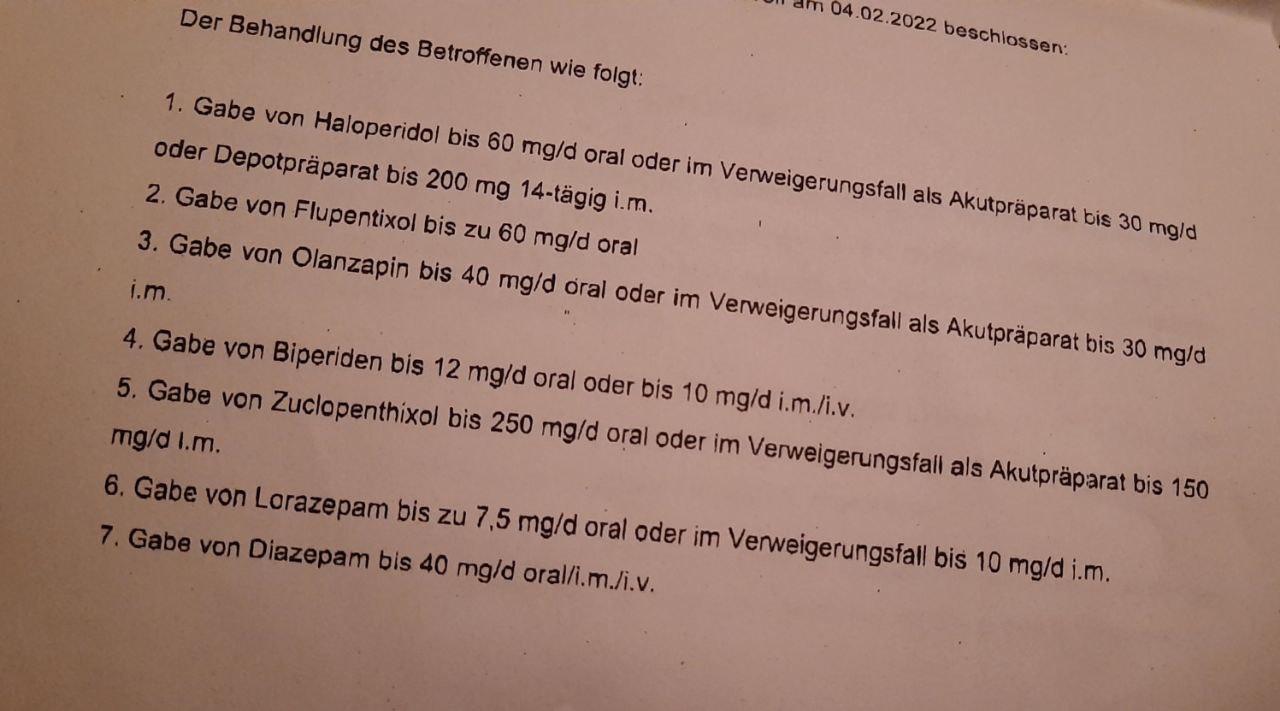 am 04.02.2022 beschlossen:
Der Behandlung des Betroffenen wie folgt:
1. Gabe von Haloperidol bis 60 mg/d oral oder im Verweigerungsfall als Akutpräparat bis 30 mg/d
oder Depotpräparat bis 200 mg 14-tägig i.m.
2. Gabe von Flupentixol bis zu 60 mg/d oral
3. Gabe von Olanzapin bis 40 mg/d oral oder im Verweigerungsfall als Akutpräparat bis 30 mg/d
i.m.
4. Gabe von Biperiden bis 12 mg/d oral oder bis 10 mg/d i.m./i.v.
5. Gabe von Zuclopenthixol bis 250 mg/d oral oder im Verweigerungsfall als Akutpräparat bis 150
mg/d I.m.
6. Gabe von Lorazepam bis zu 7,5 mg/d oral oder im Verweigerungsfall bis 10 mg/d i.m.
7. Gabe von Diazepam bis 40 mg/d oral/i.m./i.v.